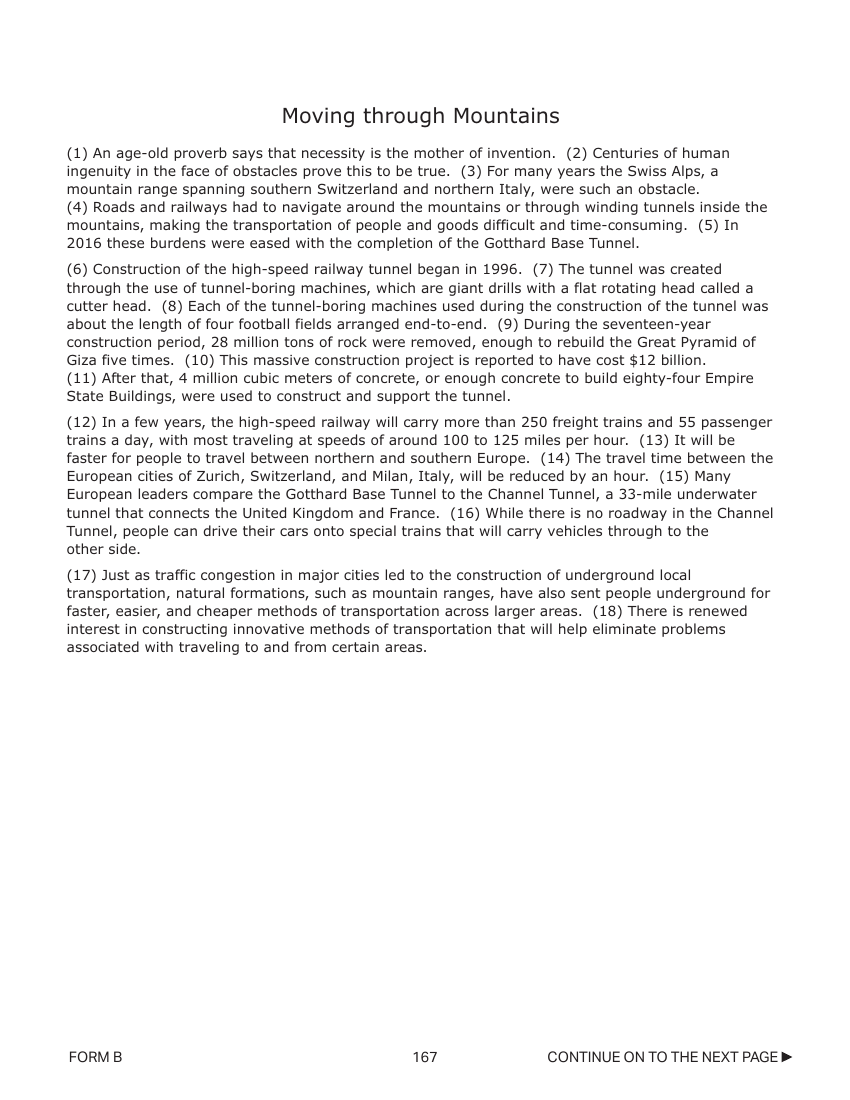 Moving through Mountains
(1) An age-old proverb says that necessity is the mother of invention.  (2) Centuries of human
ingenuity in the face of obstacles prove this to be true.  (3) For many years the Swiss Alps, a
mountain range spanning southern Switzerland and northern Italy, were such an obstacle.
(4) Roads and railways had to navigate around the mountains or through winding tunnels inside the
mountains, making the transportation of people and goods difficult and time-consuming.  (5) In
2016 these burdens were eased with the completion of the Gotthard Base Tunnel.
(6) Construction of the high-speed railway tunnel began in 1996.  (7) The tunnel was created
through the use of tunnel-boring machines, which are giant drills with a flat rotating head called a
cutter head.  (8) Each of the tunnel-boring machines used during the construction of the tunnel was
about the length of four football fields arranged end-to-end.  (9) During the seventeen-year
construction period, 28 million tons of rock were removed, enough to rebuild the Great Pyramid of
Giza five times.  (10) This massive construction project is reported to have cost $12 billion.
(11) After that, 4 million cubic meters of concrete, or enough concrete to build eighty-four Empire
State Buildings, were used to construct and support the tunnel.
(12) In a few years, the high-speed railway will carry more than 250 freight trains and 55 passenger
trains a day, with most traveling at speeds of around 100 to 125 miles per hour.  (13) It will be
faster for people to travel between northern and southern Europe.  (14) The travel time between the
European cities of Zurich, Switzerland, and Milan, Italy, will be reduced by an hour.  (15) Many
European leaders compare the Gotthard Base Tunnel to the Channel Tunnel, a 33-mile underwater
tunnel that connects the United Kingdom and France.  (16) While there is no roadway in the Channel
Tunnel, people can drive their cars onto special trains that will carry vehicles through to the
other side.
(17) Just as traffic congestion in major cities led to the construction of underground local
transportation, natural formations, such as mountain ranges, have also sent people underground for
faster, easier, and cheaper methods of transportation across larger areas.  (18) There is renewed
interest in constructing innovative methods of transportation that will help eliminate problems
associated with traveling to and from certain areas.
FORM B 167 CONTINUE ON TO THE NEXT PAGE ►